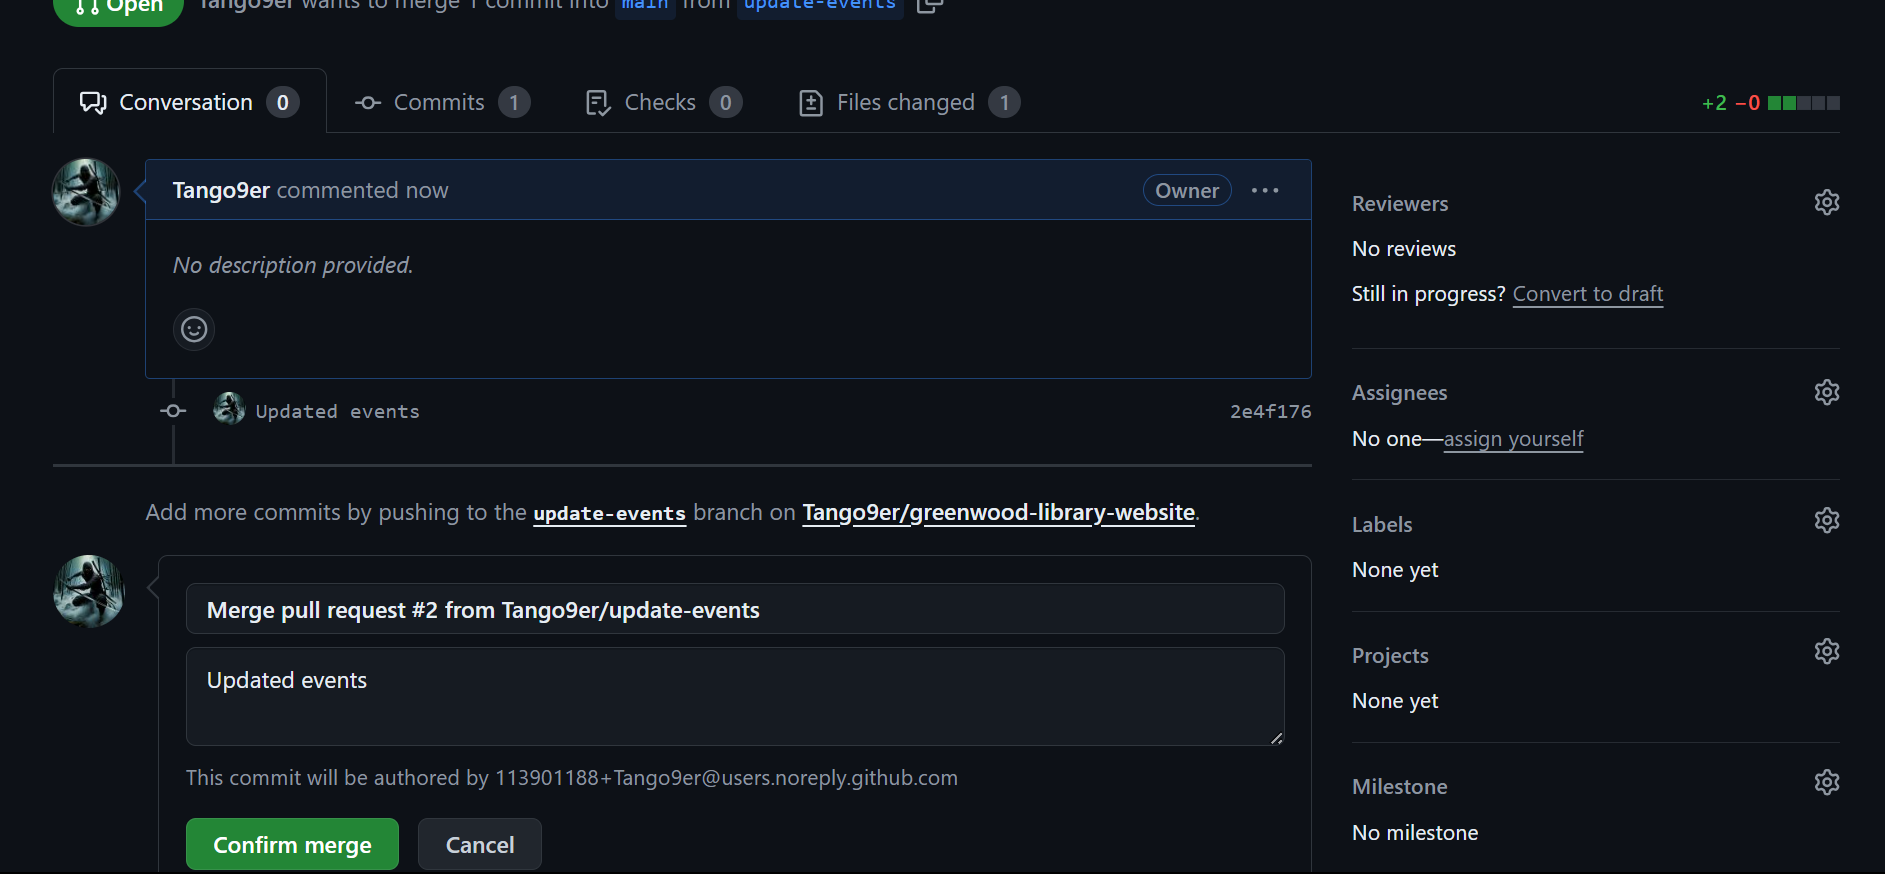 Open Tango9er wants to merge 1 commit into main from update-events
Conversation 0 Commits 1 Checks 0 Files changed 1 +2 −0
Tango9er commented now Owner
No description provided.
Updated events 2e4f176
Add more commits by pushing to the update-events branch on Tango9er/greenwood-library-website.
Merge pull request #2 from Tango9er/update-events
Updated events
This commit will be authored by 113901188+Tango9er@users.noreply.github.com
Confirm merge Cancel
Reviewers
No reviews
Still in progress? Convert to draft
Assignees
No one—assign yourself
Labels
None yet
Projects
None yet
Milestone
No milestone